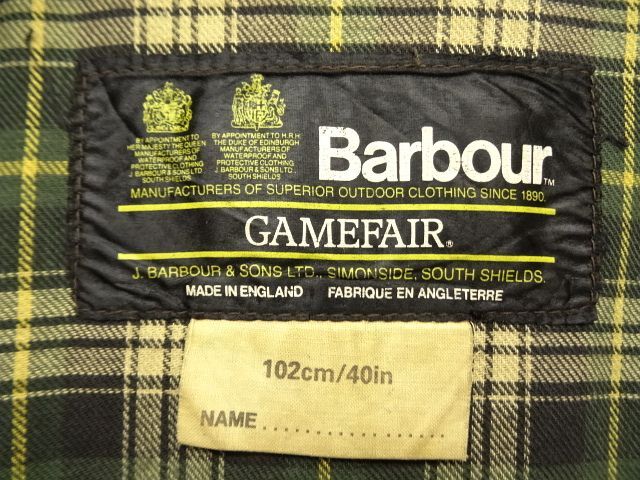 BY APPOINTMENT TO
HER MAJESTY THE QUEEN
WATERPROOF AND
PROTECTIVE CLOTHING
J. BARBOUR & SONS LTD
SOUTH SHIELDS
BY APPOINTMENT TO H.R.H.
THE DUKE OF EDINBURGH
MANUFACTURERS OF
WATERPROOF AND
PROTECTIVE CLOTHING
J. BARBOUR & SONS LTD.
SOUTH SHIELDS.
Barbour™
MANUFACTURERS OF SUPERIOR OUTDOOR CLOTHING SINCE 1890.
GAMEFAIR®
J. BARBOUR & SONS LTD., SIMONSIDE, SOUTH SHIELDS.
MADE IN ENGLAND FABRIQUE EN ANGLETERRE
102cm/40in
NAME....................